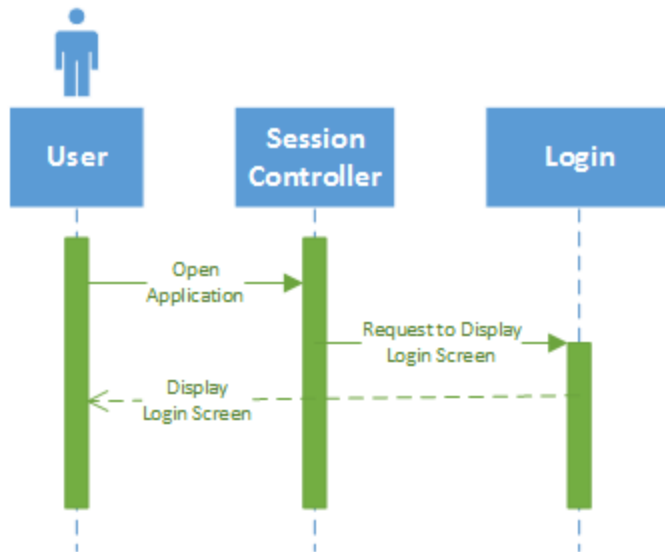 User
Session
Controller
Login
Open
Application
Request to Display
Login Screen
Display
Login Screen